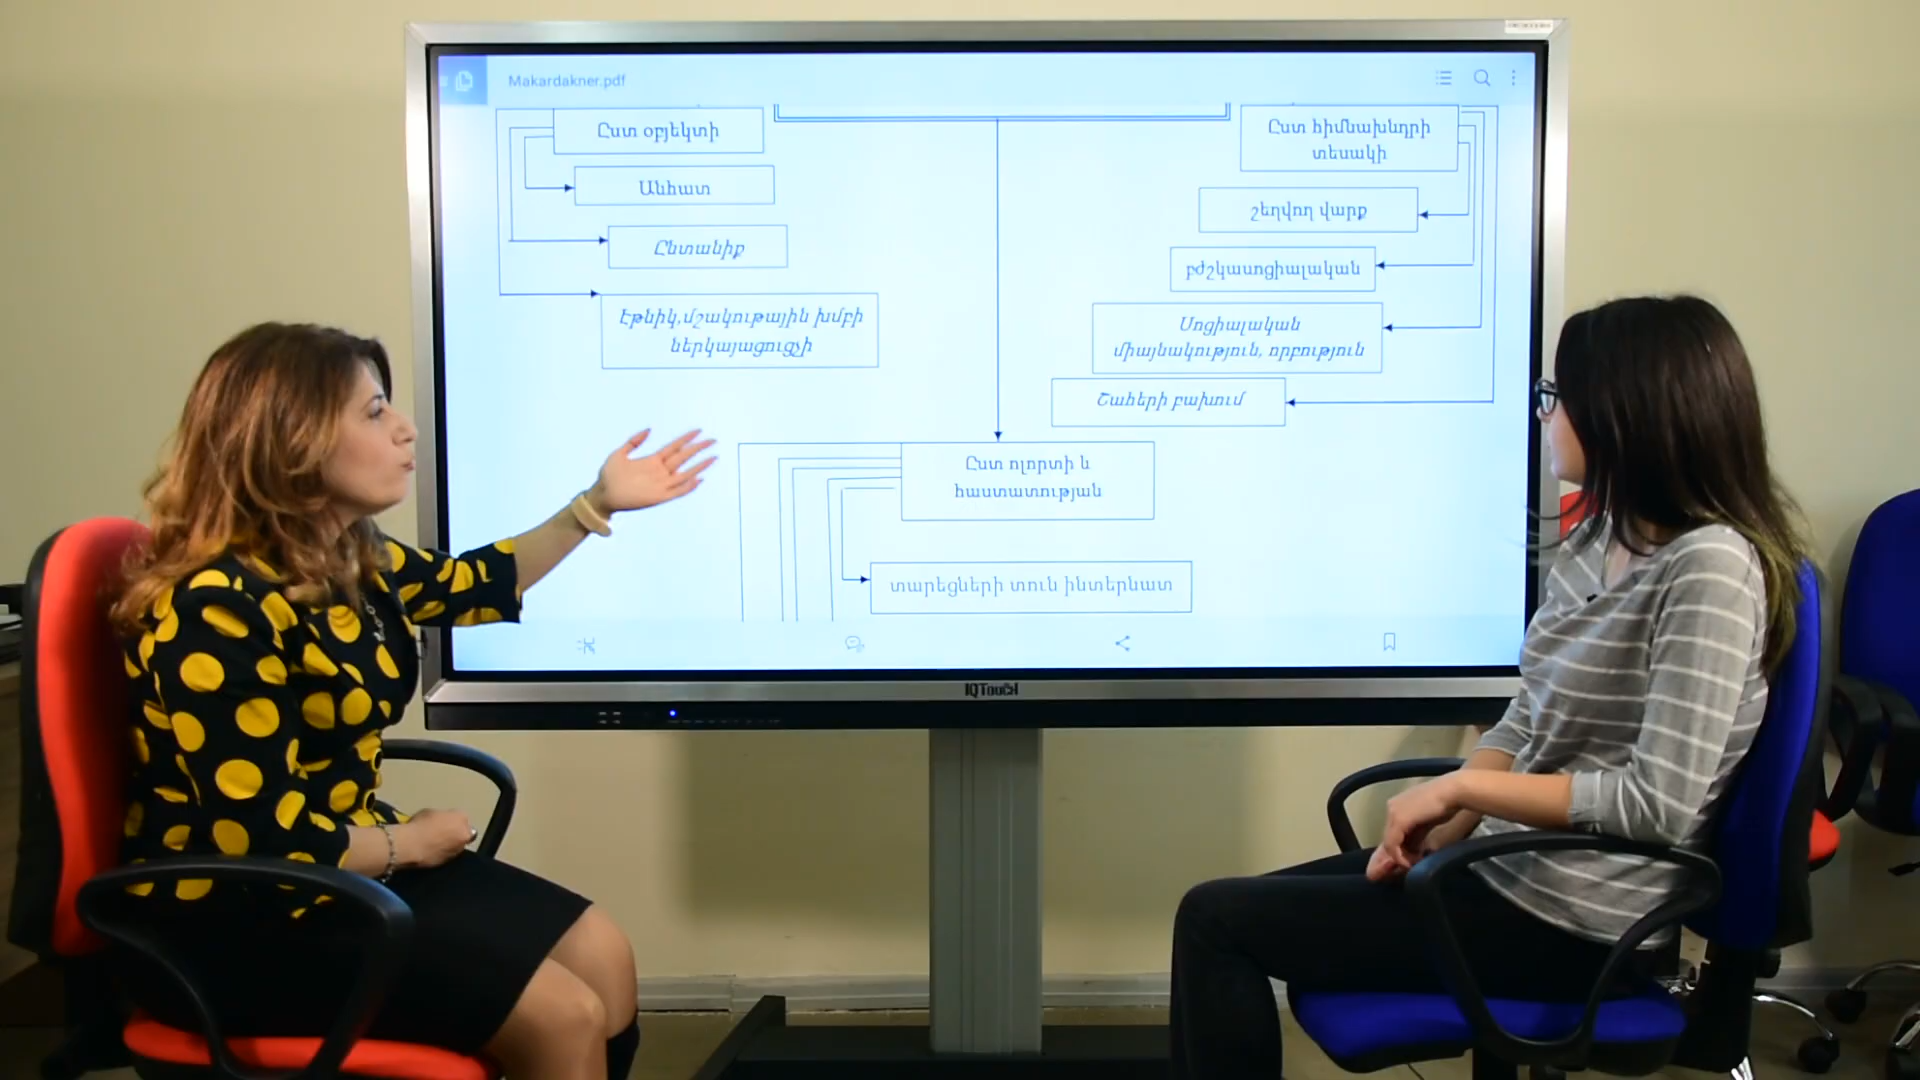 Makardakner.pdf
Ըստ օբյեկտի
Անհատ
Ընտանիք
Էթնիկ,մշակութային խմբի
ներկայացուցչի
Ըստ հիմնախնդրի
տեսակի
շեղվող վարք
բժշկասոցիալական
Սոցիալական
միայնակություն, որբություն
Շահերի բախում
Ըստ ոլորտի և
հաստատության
տարեցների տուն ինտերնատ
IQTouch